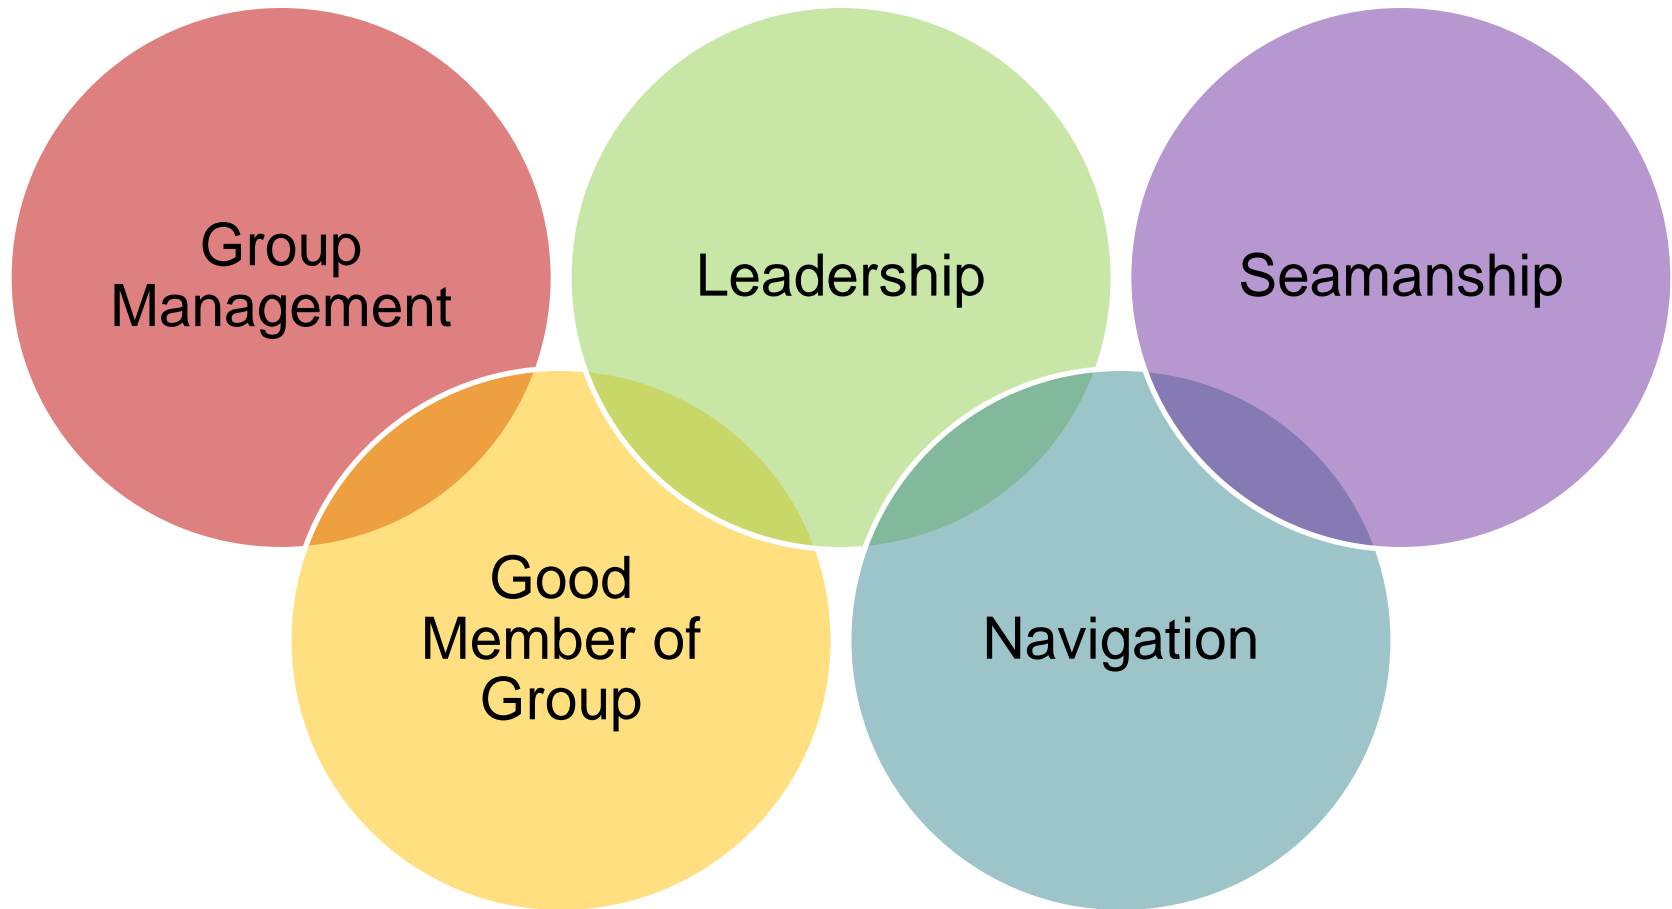 Group
Management
Leadership
Seamanship
Good
Member of
Group
Navigation